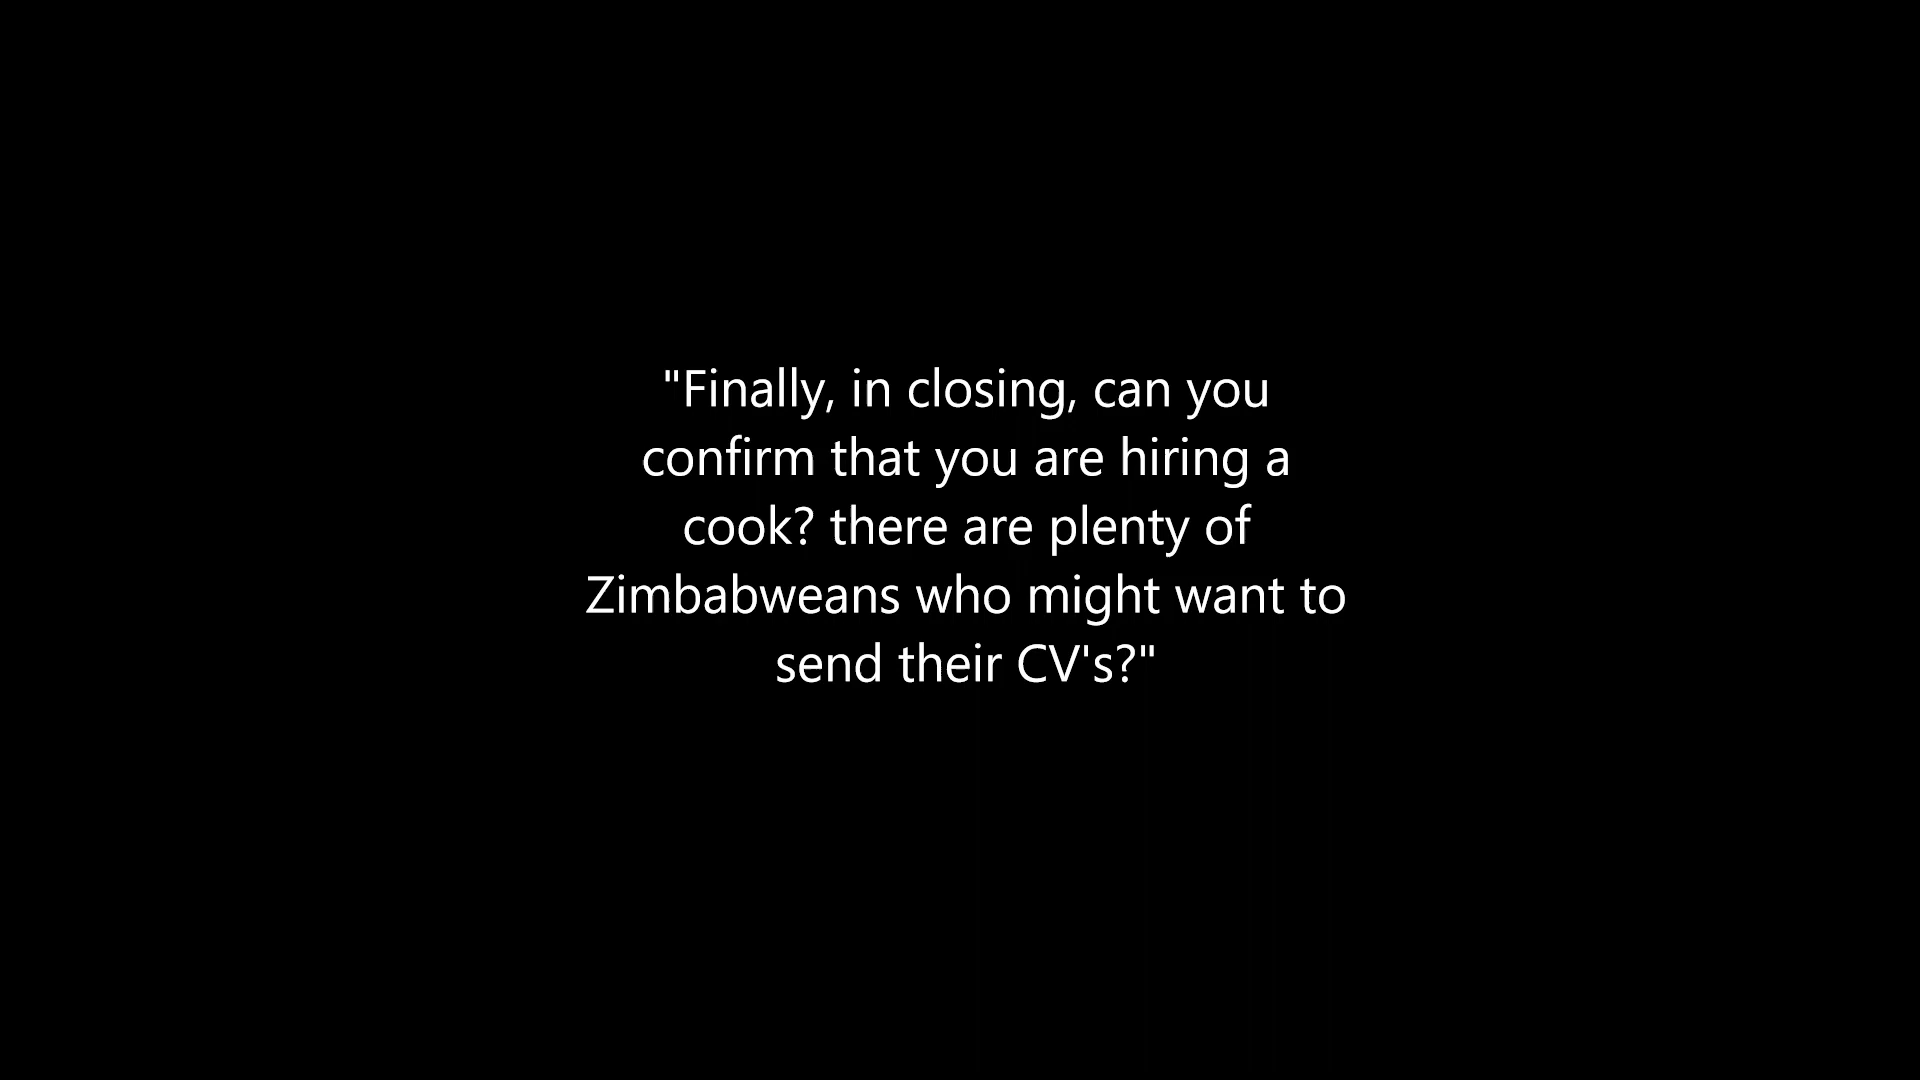 "Finally, in closing, can you
confirm that you are hiring a
cook? there are plenty of
Zimbabweans who might want to
send their CV's?"